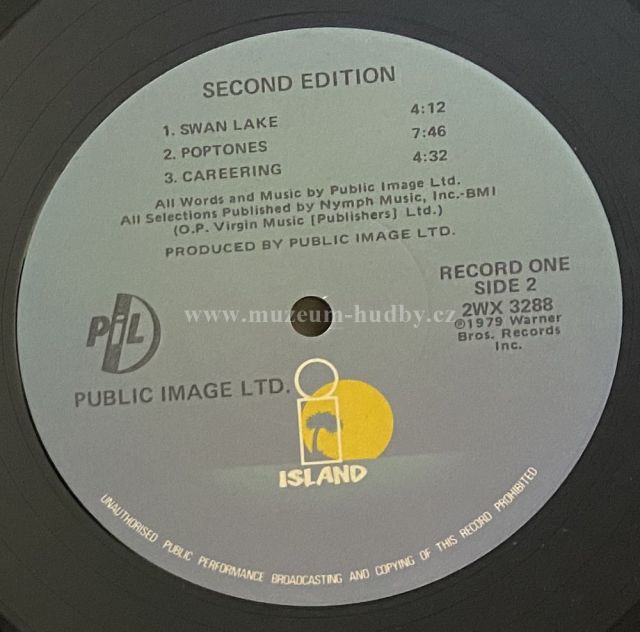 SECOND EDITION
1. SWAN LAKE 4:12
2. POPTONES 7:46
3. CAREERING 4:32
All Words and Music by Public Image Ltd.
All Selections Published by Nymph Music, Inc.-BMI
(O.P. Virgin Music [Publishers] Ltd.)
PRODUCED BY PUBLIC IMAGE LTD.
RECORD ONE
SIDE 2
2WX 3288
℗1979 Warner
Bros. Records
Inc.
www.muzeum-hudby.cz
PiL
PUBLIC IMAGE LTD.
ISLAND
UNAUTHORISED PUBLIC PERFORMANCE BROADCASTING AND COPYING OF THIS RECORD PROHIBITED